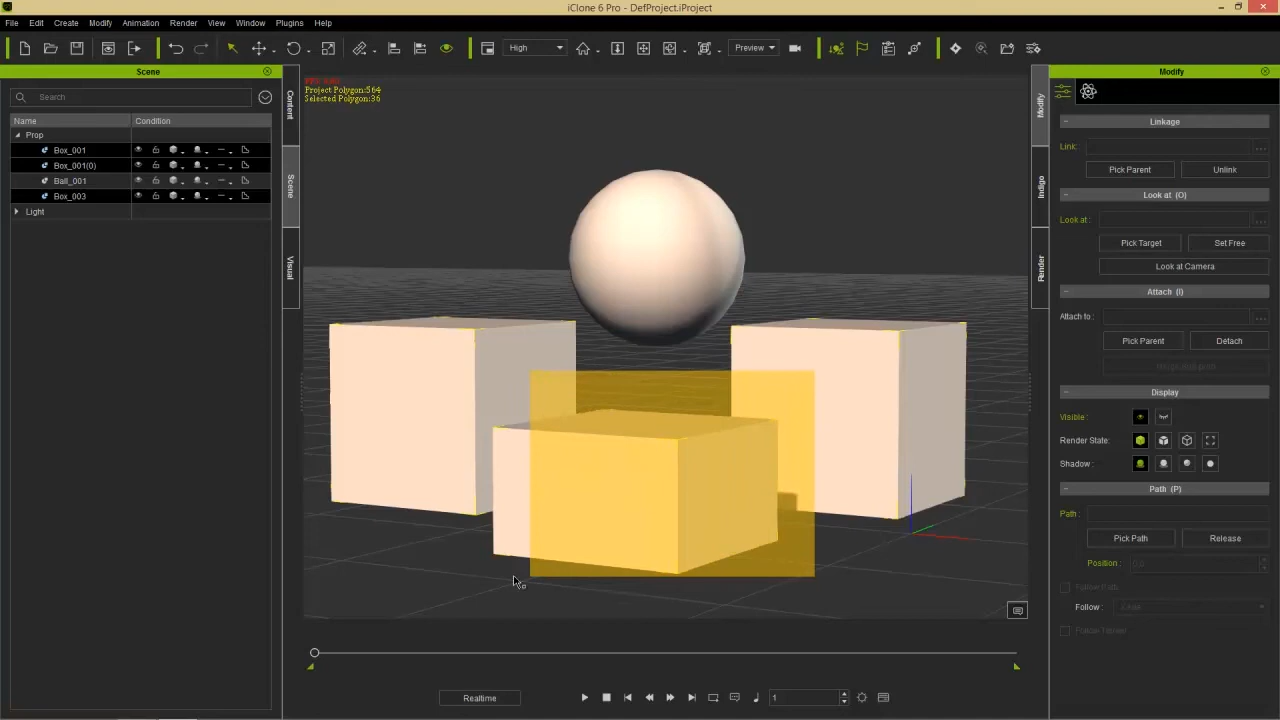 iClone 6 Pro - DefProject.iProject
File Edit Create Modify Animation Render View Window Plugins Help
High Preview
Scene
Search
Name Condition
Prop
Box_001
Box_001(0)
Ball_001
Box_003
Light
Content
Scene
Visual
Project Polygon:564
Selected Polygon:36
Realtime
1
Modify
Indigo
Render
Modify
Linkage
Link:
Pick Parent Unlink
Look at (O)
Look at :
Pick Target Set Free
Look at Camera
Attach (I)
Attach to :
Pick Parent Detach
Display
Visible :
Render State:
Shadow :
Path (P)
Path :
Pick Path Release
Position :
Follow Path
Follow :